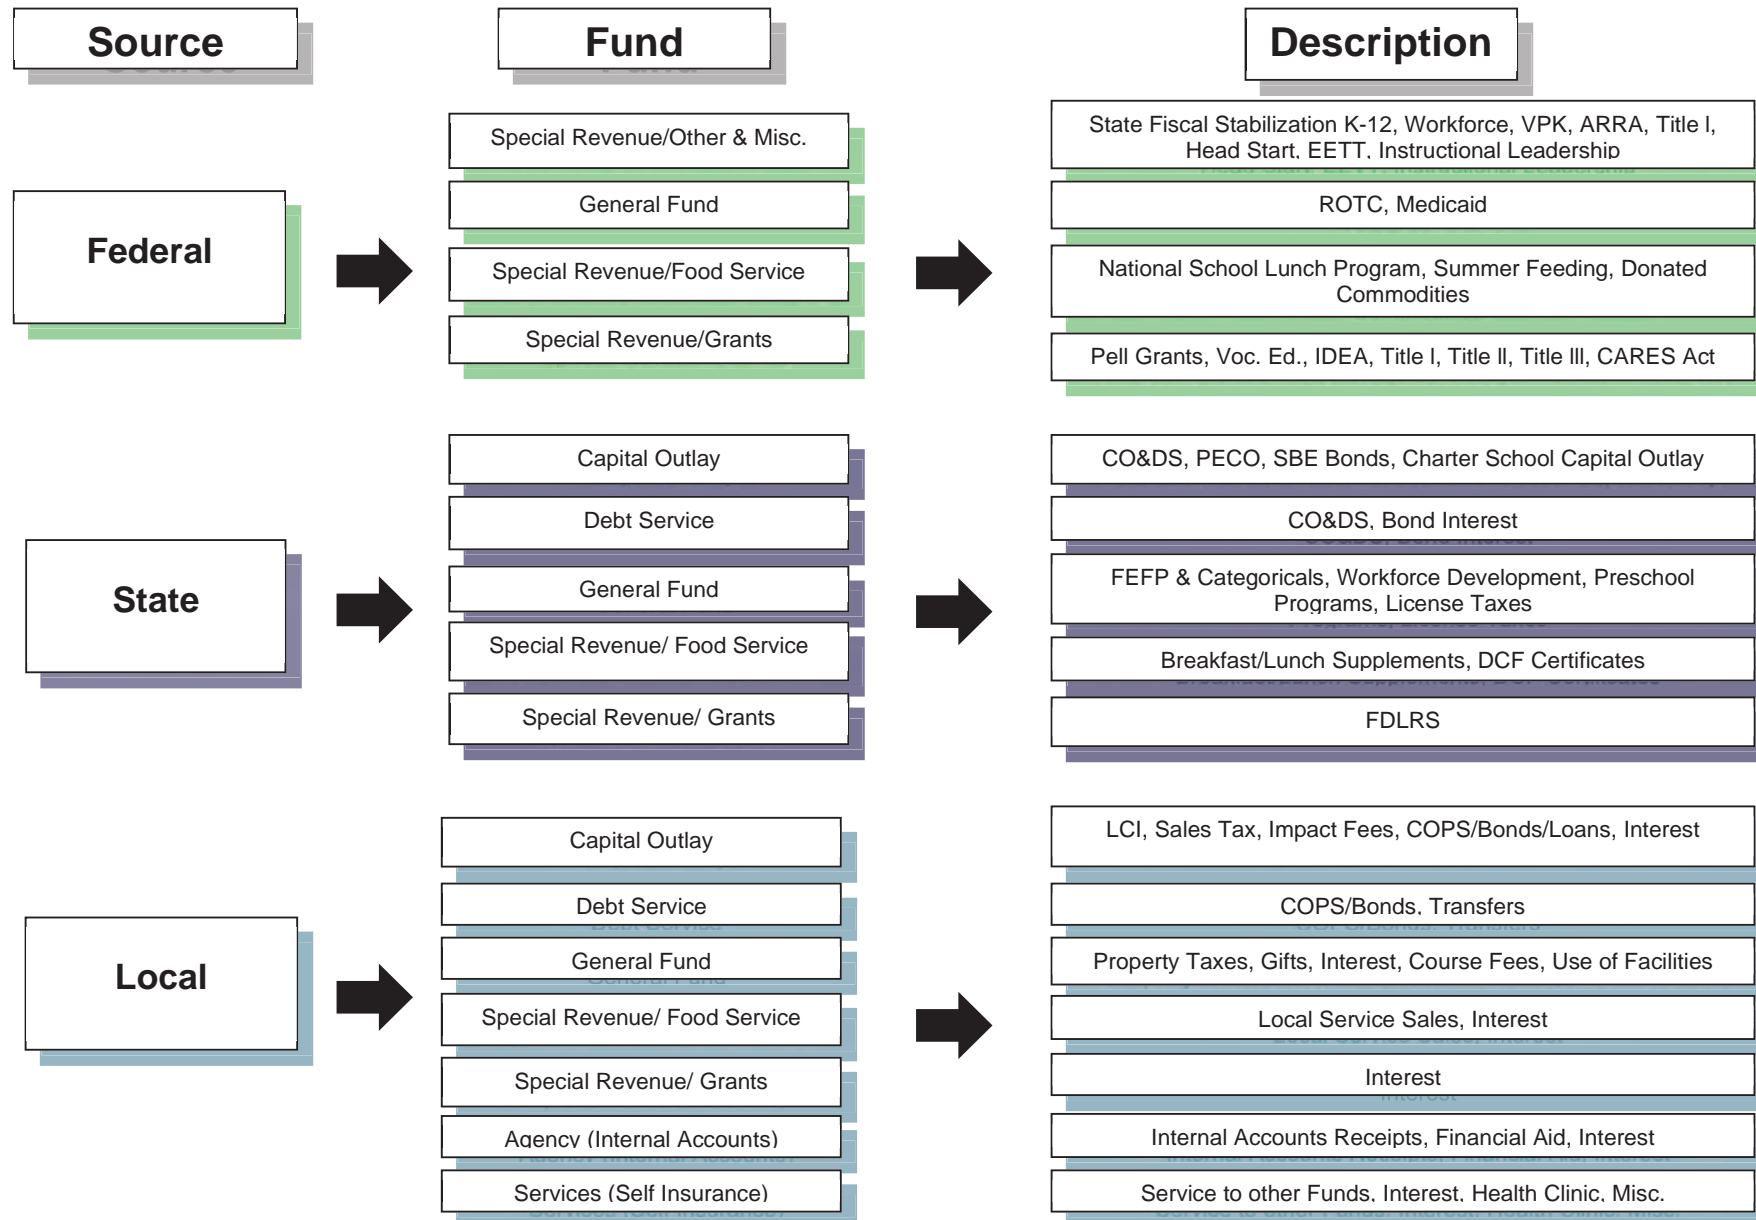 Source
Fund
Description
Federal
Special Revenue/Other & Misc.
State Fiscal Stabilization K-12, Workforce, VPK, ARRA, Title I,
Head Start, EETT, Instructional Leadership
General Fund
ROTC, Medicaid
Special Revenue/Food Service
National School Lunch Program, Summer Feeding, Donated
Commodities
Special Revenue/Grants
Pell Grants, Voc. Ed., IDEA, Title I, Title II, Title III, CARES Act
State
Capital Outlay
CO&DS, PECO, SBE Bonds, Charter School Capital Outlay
Debt Service
CO&DS, Bond Interest
General Fund
FEFP & Categoricals, Workforce Development, Preschool
Programs, License Taxes
Special Revenue/ Food Service
Breakfast/Lunch Supplements, DCF Certificates
Special Revenue/ Grants
FDLRS
Local
Capital Outlay
LCI, Sales Tax, Impact Fees, COPS/Bonds/Loans, Interest
Debt Service
COPS/Bonds, Transfers
General Fund
Property Taxes, Gifts, Interest, Course Fees, Use of Facilities
Special Revenue/ Food Service
Local Service Sales, Interest
Special Revenue/ Grants
Interest
Agency (Internal Accounts)
Internal Accounts Receipts, Financial Aid, Interest
Services (Self Insurance)
Service to other Funds, Interest, Health Clinic, Misc.